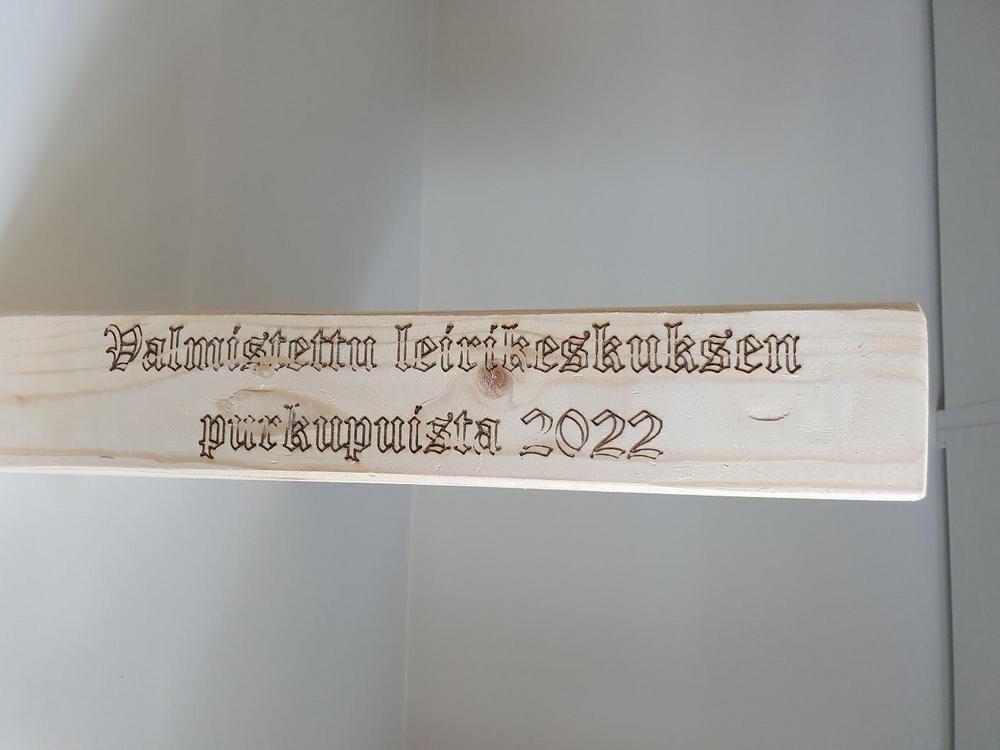 Valmistettu leirikeskuksen
purkupuista 2022